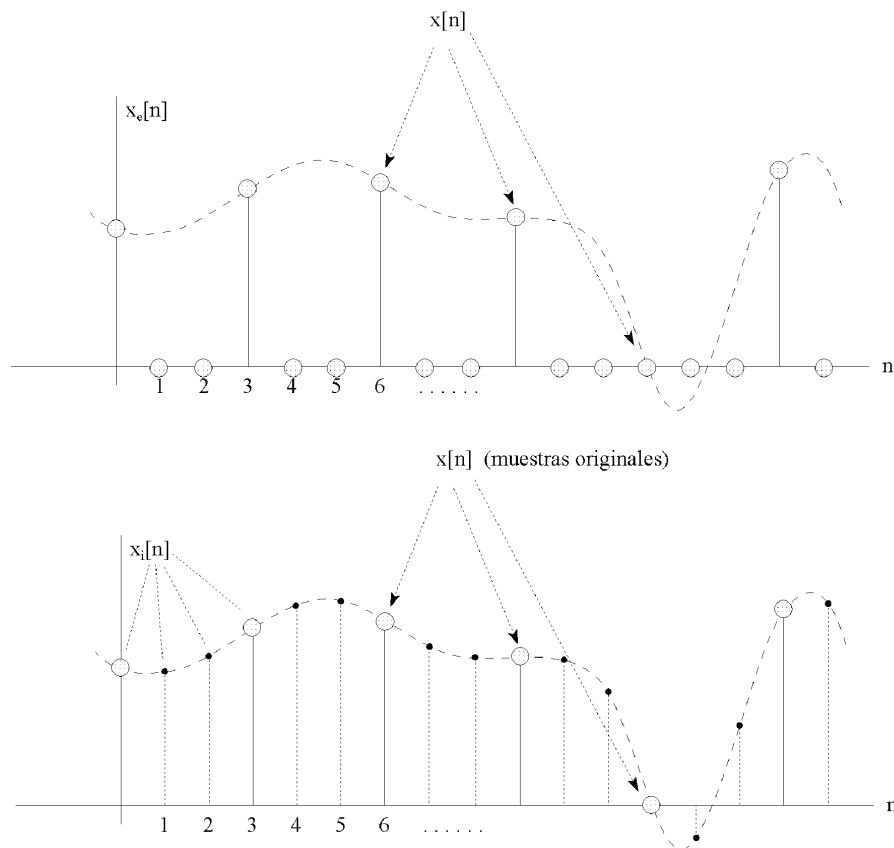 x[n]
xₑ[n]
n
1 2 3 4 5 6 . . . . . .
x[n] (muestras originales)
xᵢ[n]
n
1 2 3 4 5 6 . . . . . .